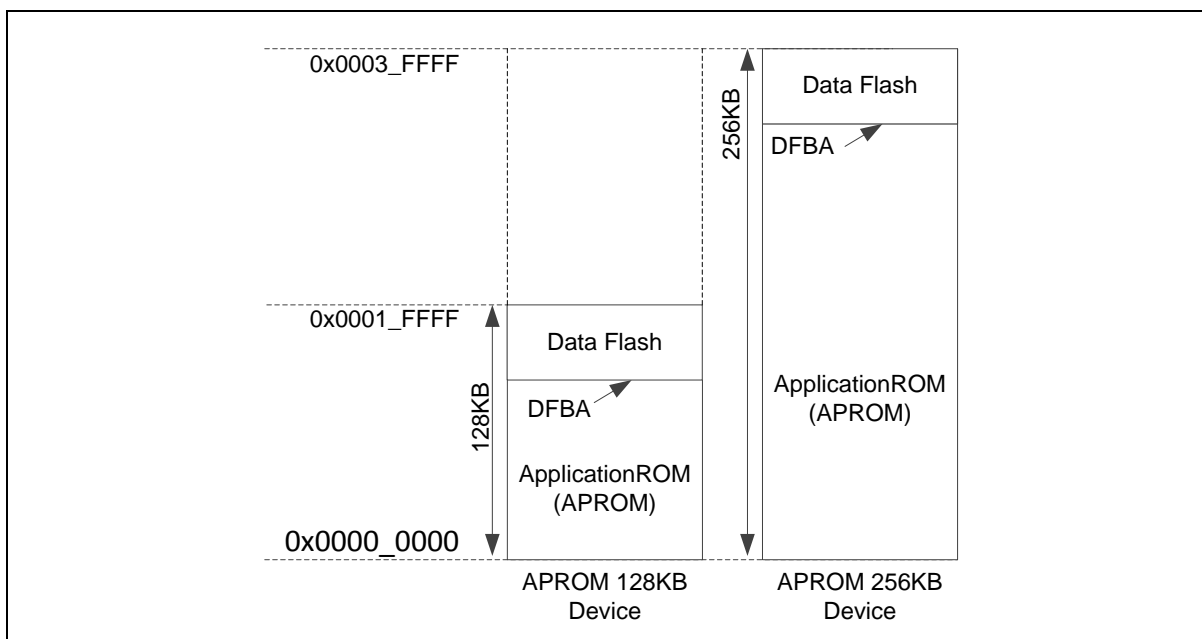 0x0003_FFFF
Data Flash
256KB
DFBA
0x0001_FFFF
Data Flash
128KB
DFBA
ApplicationROM
(APROM)
ApplicationROM
(APROM)
0x0000_0000
APROM 128KB
Device
APROM 256KB
Device